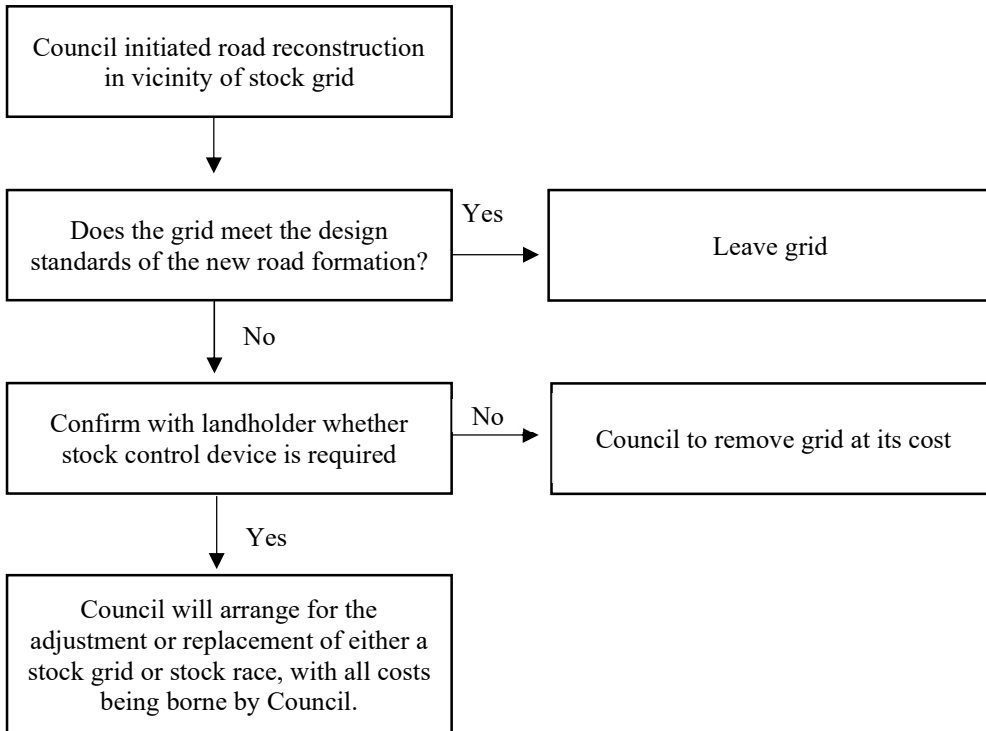 Council initiated road reconstruction
in vicinity of stock grid
Does the grid meet the design
standards of the new road formation?
Yes
Leave grid
No
Confirm with landholder whether
stock control device is required
No
Council to remove grid at its cost
Yes
Council will arrange for the
adjustment or replacement of either a
stock grid or stock race, with all costs
being borne by Council.